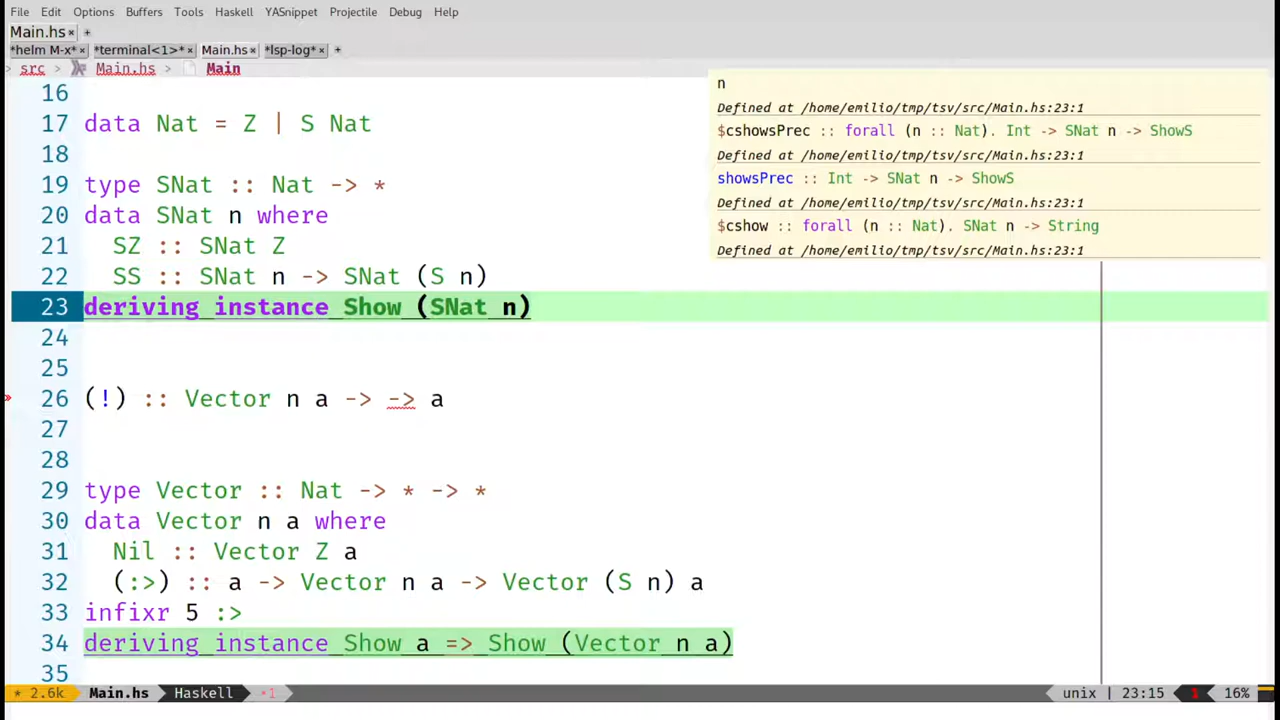 File Edit Options Buffers Tools Haskell YASnippet Projectile Debug Help
Main.hs × +
*helm M-x* × *terminal<1>* × Main.hs × *lsp-log* × +
> src > Main.hs > Main
n
Defined at /home/emilio/tmp/tsv/src/Main.hs:23:1
$cshowsPrec :: forall (n :: Nat). Int -> SNat n -> ShowS
Defined at /home/emilio/tmp/tsv/src/Main.hs:23:1
showsPrec :: Int -> SNat n -> ShowS
Defined at /home/emilio/tmp/tsv/src/Main.hs:23:1
$cshow :: forall (n :: Nat). SNat n -> String
Defined at /home/emilio/tmp/tsv/src/Main.hs:23:1
16
17 data Nat = Z | S Nat
18
19 type SNat :: Nat -> *
20 data SNat n where
21 SZ :: SNat Z
22 SS :: SNat n -> SNat (S n)
23 deriving instance Show (SNat n)
24
25
26 (!) :: Vector n a -> -> a
27
28
29 type Vector :: Nat -> * -> *
30 data Vector n a where
31 Nil :: Vector Z a
32 (:>) :: a -> Vector n a -> Vector (S n) a
33 infixr 5 :>
34 deriving instance Show a => Show (Vector n a)
35
* 2.6k Main.hs Haskell •1 unix | 23:15 1 16%